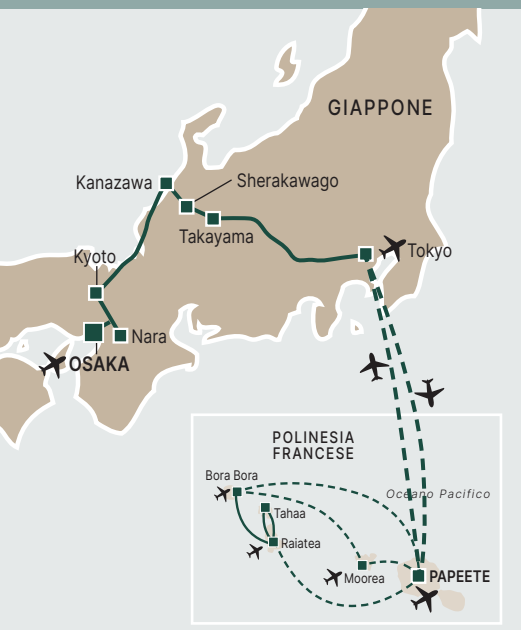 GIAPPONE
Kanazawa
Sherakawago
Takayama
Kyoto
Tokyo
Nara
OSAKA
POLINESIA
FRANCESE
Bora Bora
Oceano Pacifico
Tahaa
Raiatea
Moorea
PAPEETE